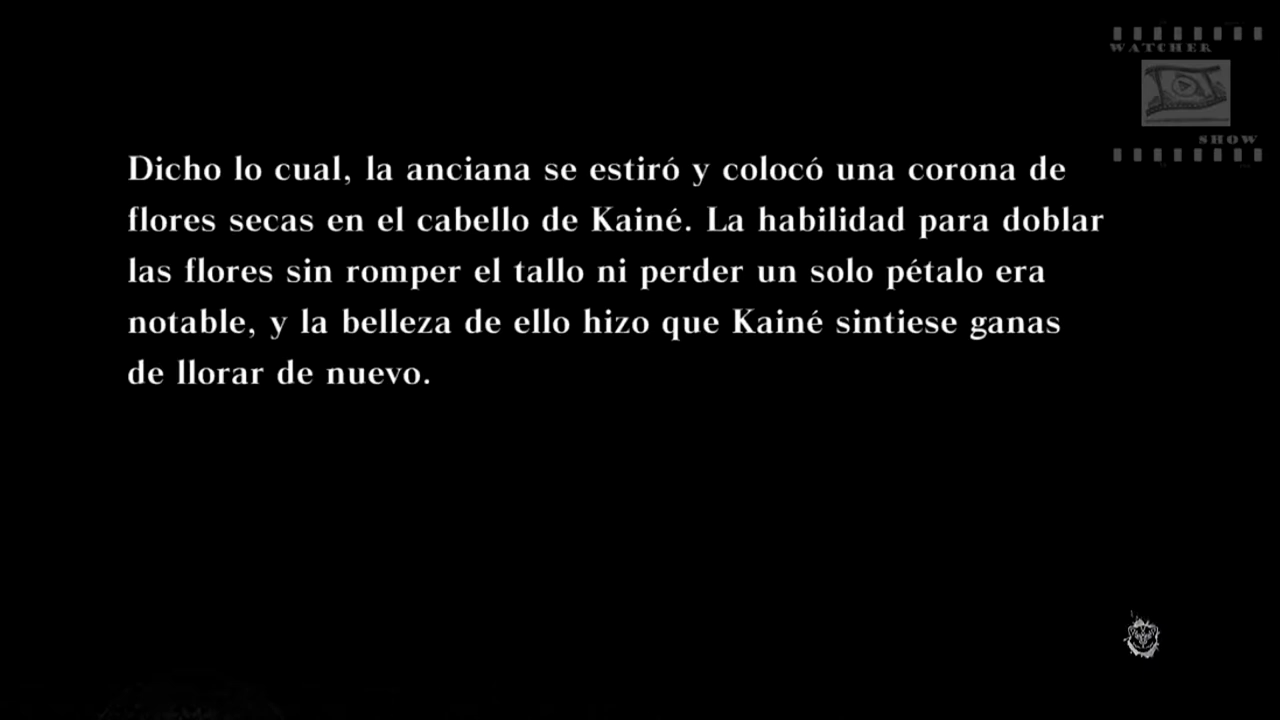 WATCHER
SHOW
Dicho lo cual, la anciana se estiró y colocó una corona de
flores secas en el cabello de Kainé. La habilidad para doblar
las flores sin romper el tallo ni perder un solo pétalo era
notable, y la belleza de ello hizo que Kainé sintiese ganas
de llorar de nuevo.